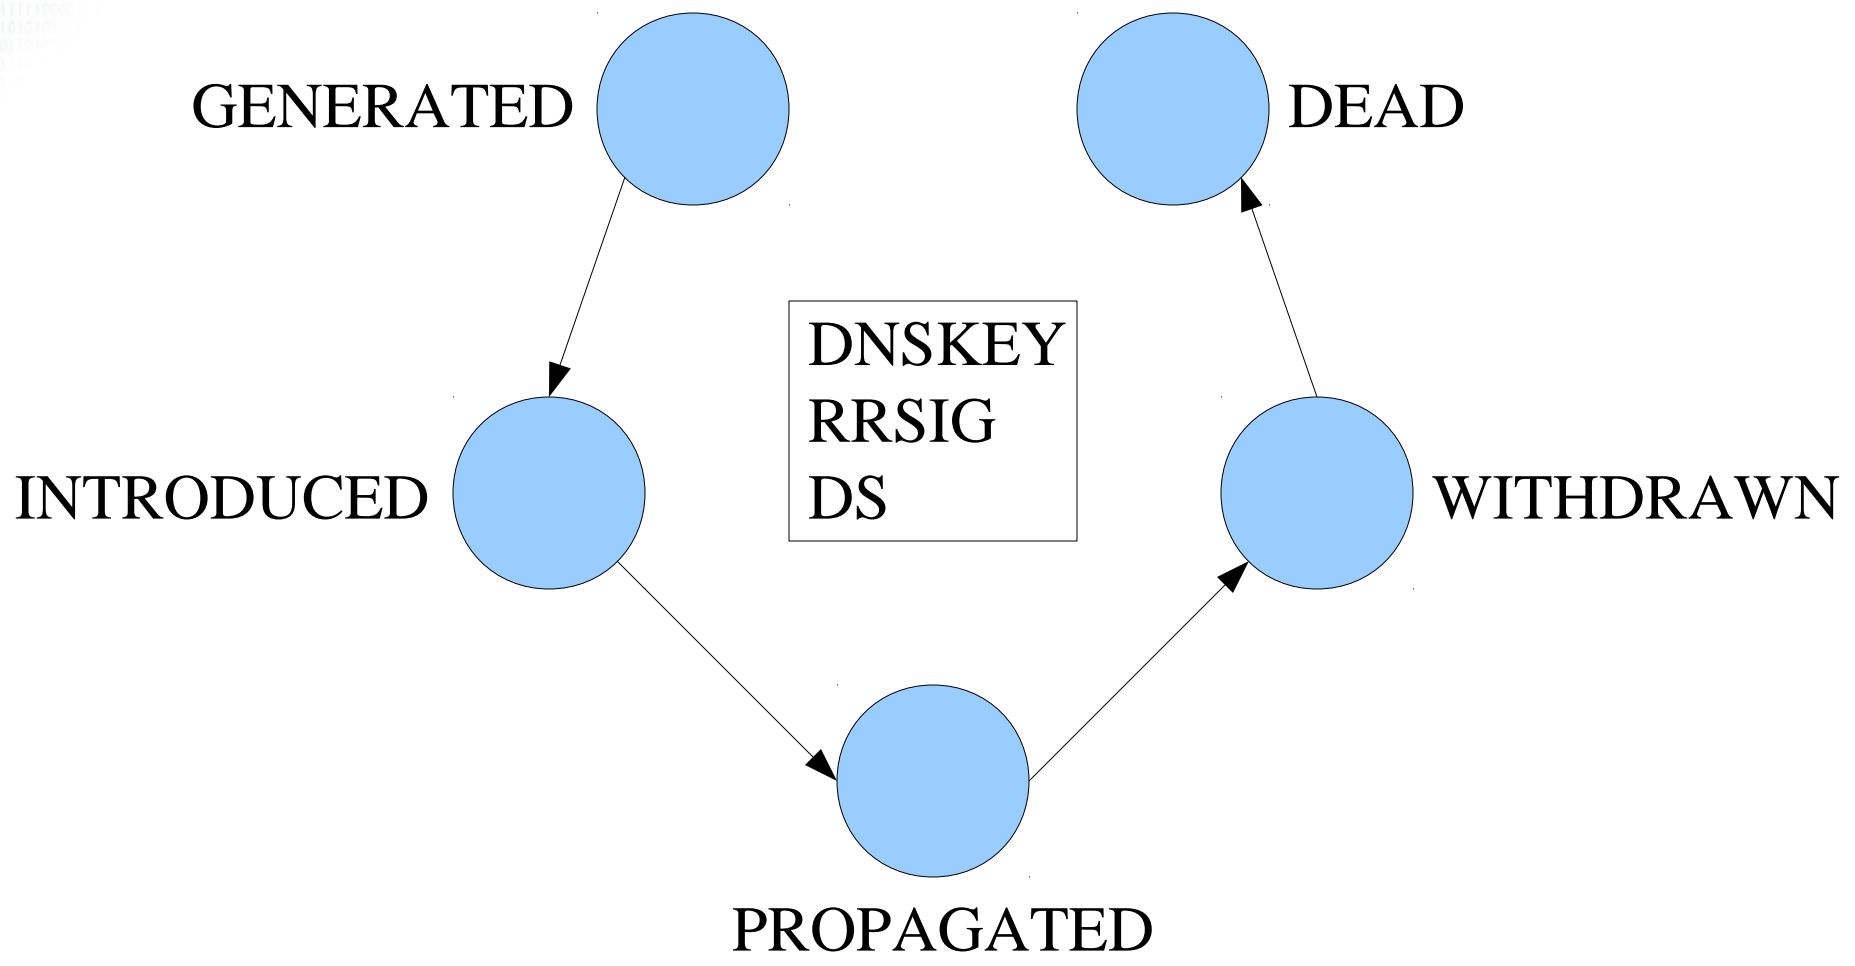 GENERATED
DEAD
DNSKEY
RRSIG
DS
INTRODUCED
WITHDRAWN
PROPAGATED